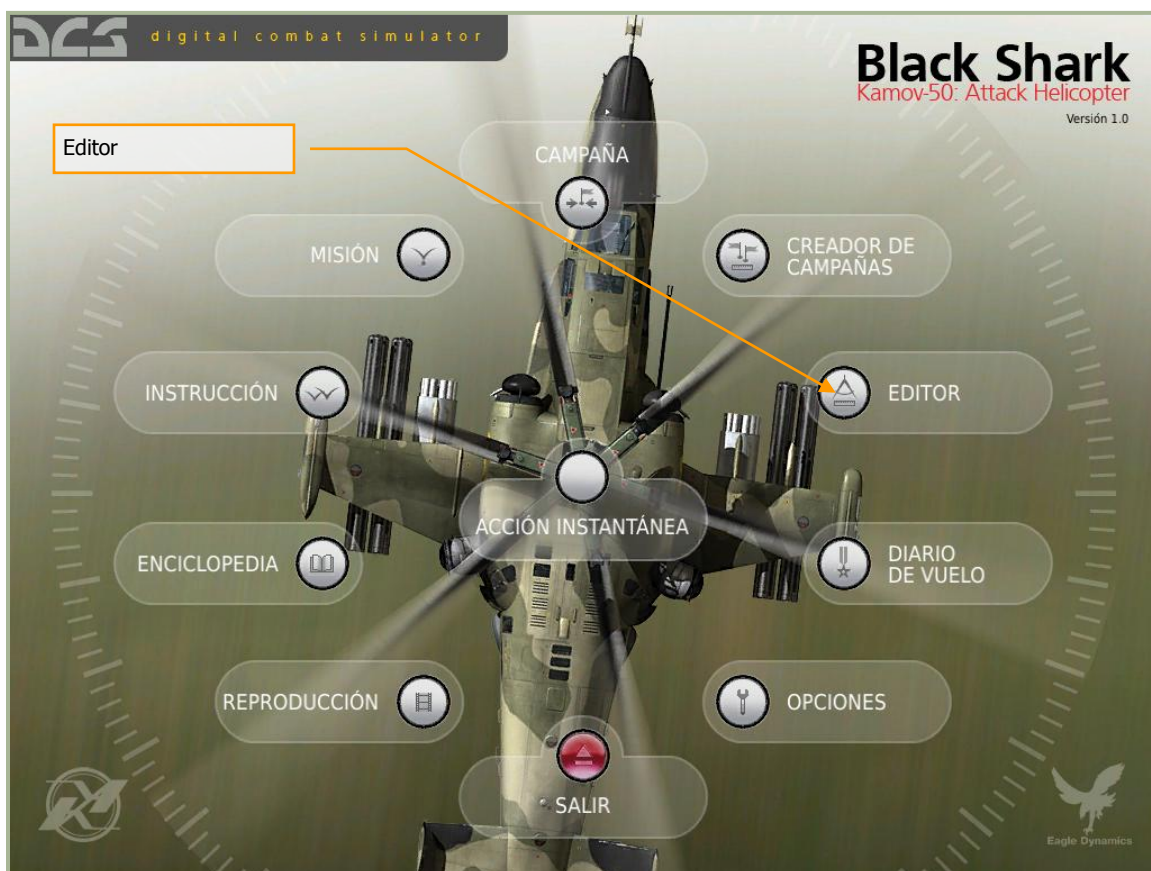 DCS digital combat simulator
Black Shark
Kamov-50: Attack Helicopter
Versión 1.0
Editor
CAMPAÑA
MISIÓN
CREADOR DE
CAMPAÑAS
INSTRUCCIÓN
EDITOR
ACCIÓN INSTANTÁNEA
ENCICLOPEDIA
DIARIO
DE VUELO
REPRODUCCIÓN
OPCIONES
SALIR
Eagle Dynamics